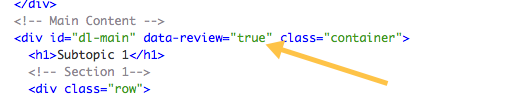 </div>
<!-- Main Content -->
<div id="dl-main" data-review="true" class="container">
<h1>Subtopic 1</h1>
<!-- Section 1-->
<div class="row">